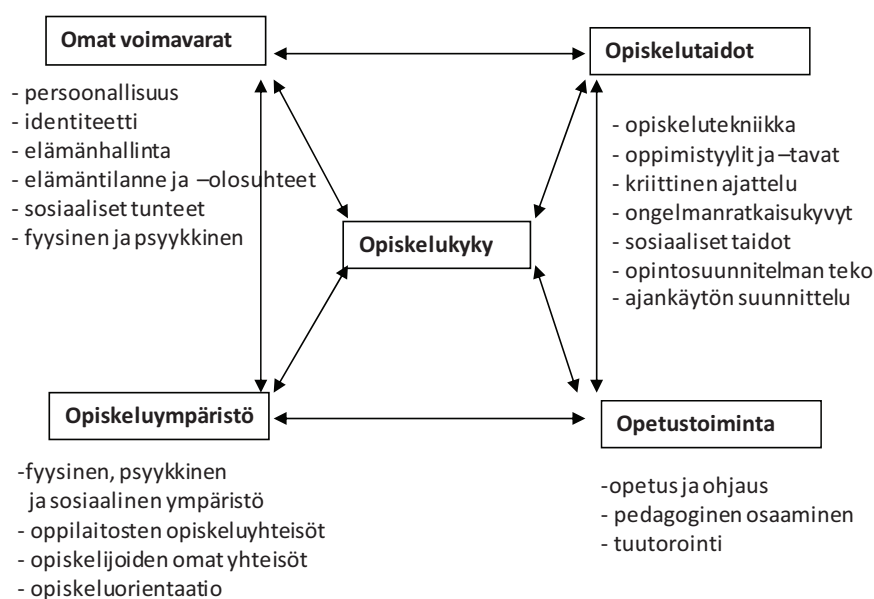 Omat voimavarat
- persoonallisuus
- identiteetti
- elämänhallinta
- elämäntilanne ja –olosuhteet
- sosiaaliset tunteet
- fyysinen ja psyykkinen
Opiskelutaidot
- opiskelutekniikka
- oppimistyylit ja –tavat
- kriittinen ajattelu
- ongelmanratkaisukyvyt
- sosiaaliset taidot
- opintosuunnitelman teko
- ajankäytön suunnittelu
Opiskelukyky
Opiskeluympäristö
-fyysinen, psyykkinen
ja sosiaalinen ympäristö
- oppilaitosten opiskeluyhteisöt
- opiskelijoiden omat yhteisöt
- opiskeluorientaatio
Opetustoiminta
-opetus ja ohjaus
- pedagoginen osaaminen
- tuutorointi